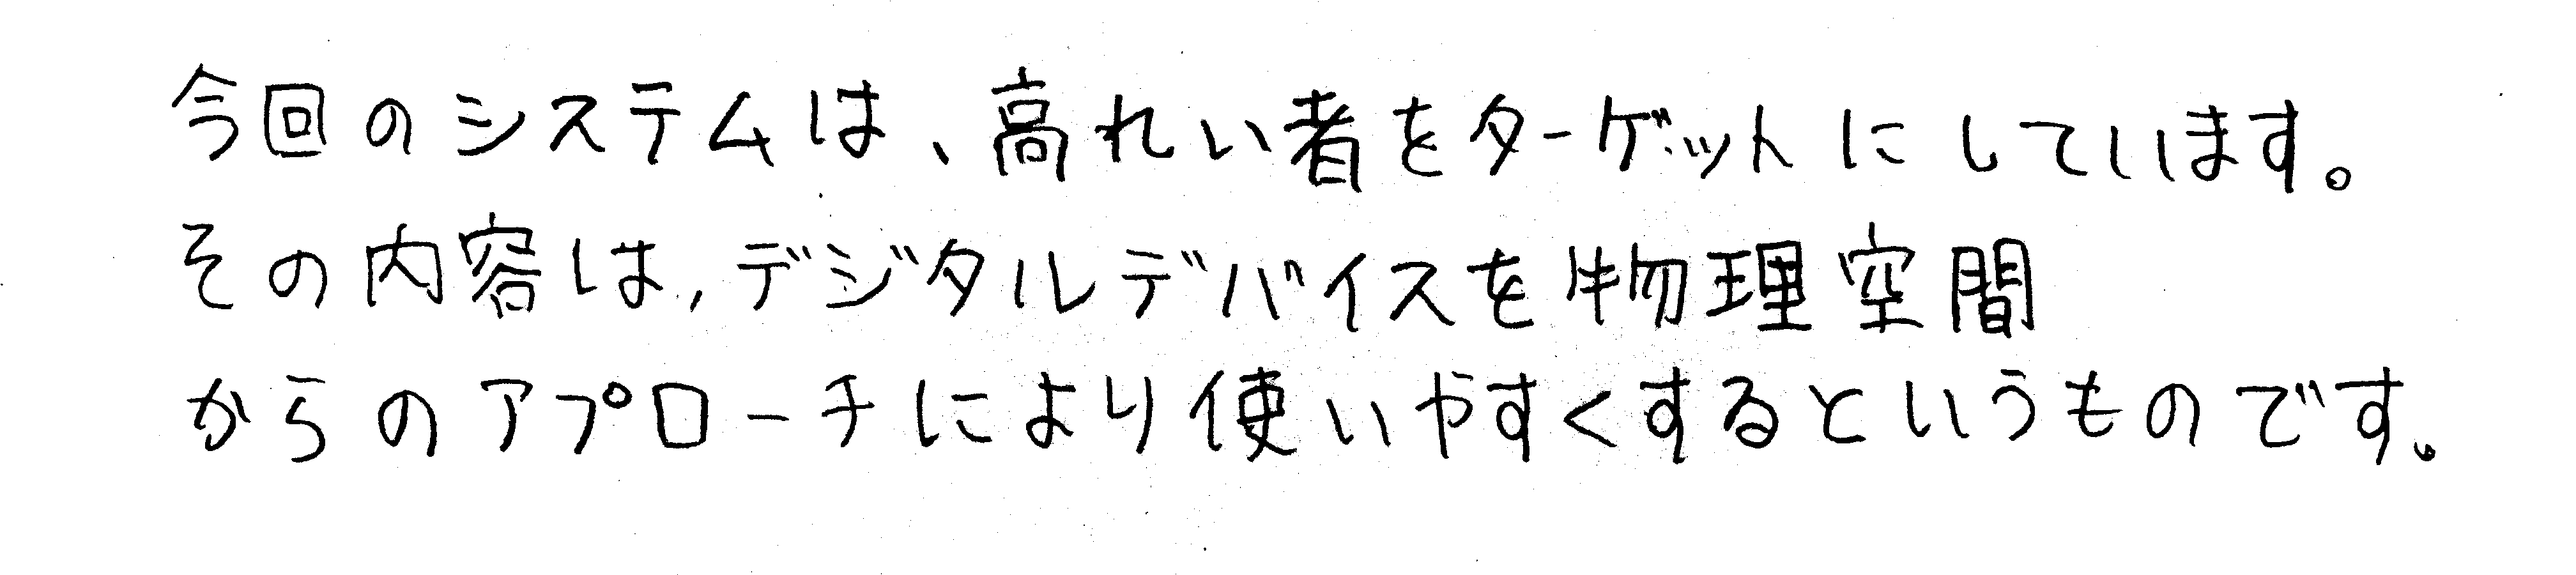 今回のシステムは、高れい者をターゲットにしています。
その内容は、デジタルデバイスを物理空間
からのアプローチにより使いやすくするというものです。